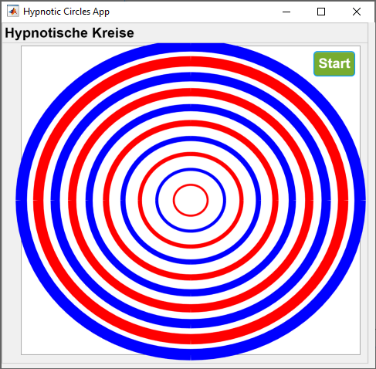 Hypnotic Circles App
Hypnotische Kreise
Start